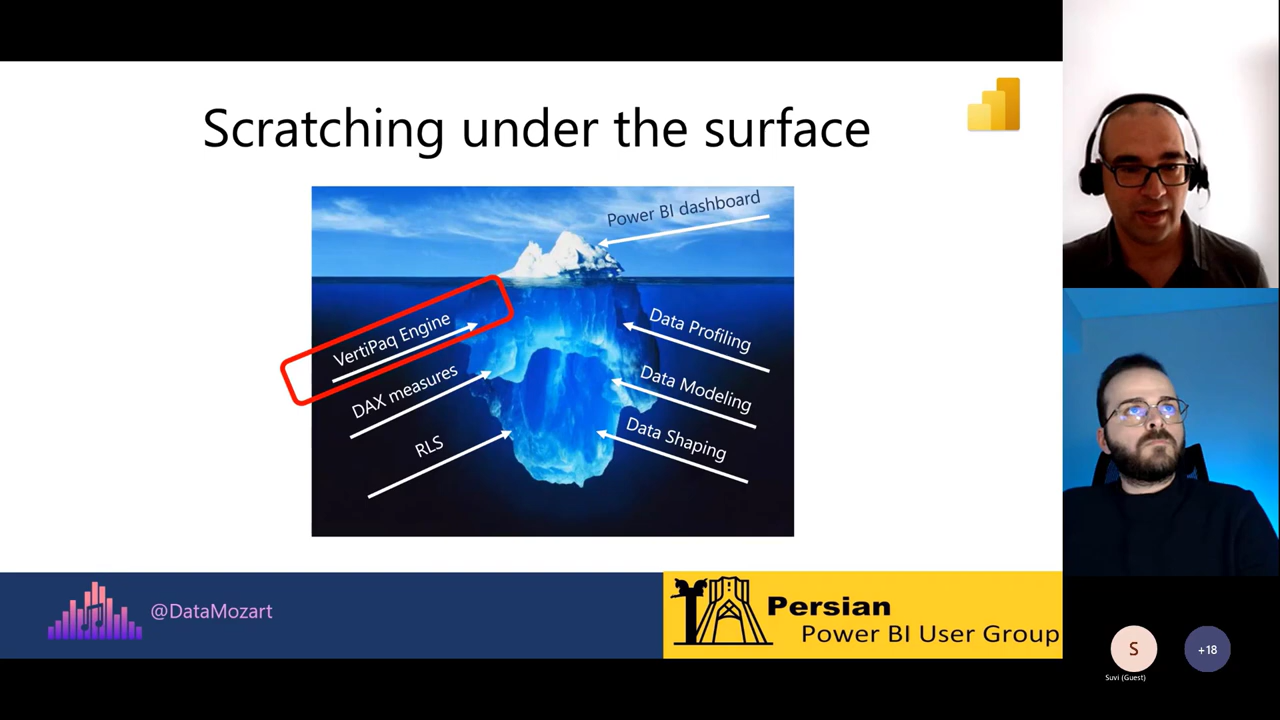 Scratching under the surface
Power BI dashboard
VertiPaq Engine
DAX measures
RLS
Data Profiling
Data Modeling
Data Shaping
@DataMozart
Persian
Power BI User Group
S
+18
Suvi (Guest)